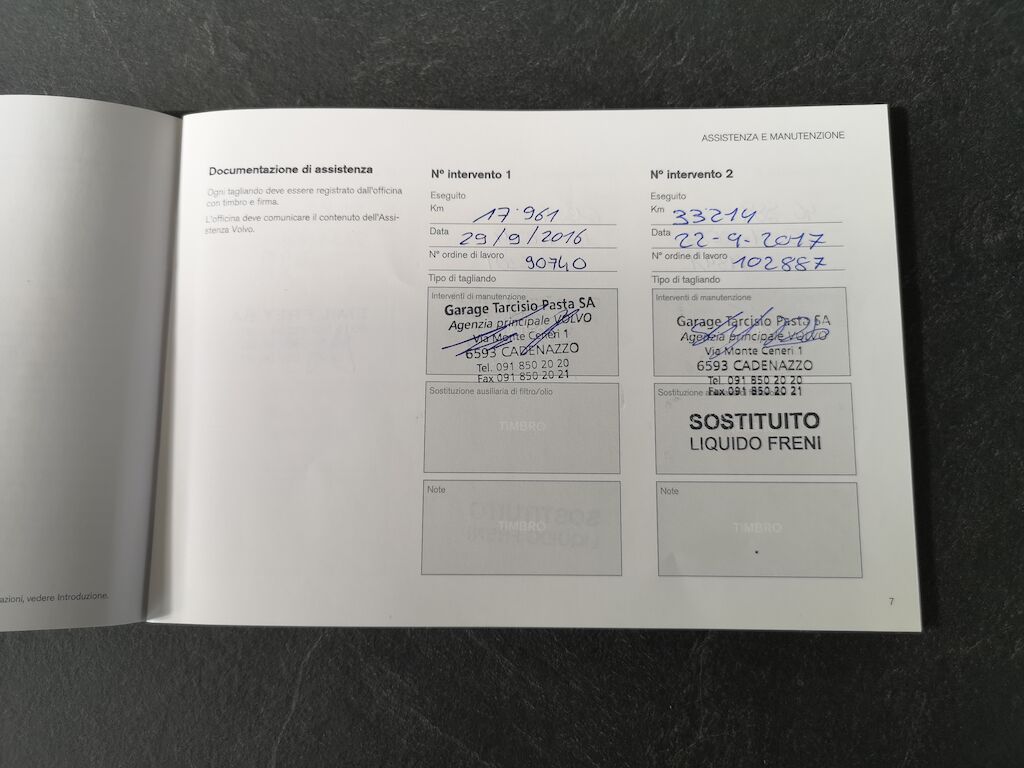 ASSISTENZA E MANUTENZIONE
Documentazione di assistenza
Ogni tagliando deve essere registrato dall'officina
con timbro e firma.
L'officina deve comunicare il contenuto dell'Assi-
stenza Volvo.
N° intervento 1
Eseguito
Km 17.961
Data 29/9/2016
N° ordine di lavoro 90740
Tipo di tagliando
Interventi di manutenzione
Garage Tarcisio Pasta SA
Agenzia principale VOLVO
Via Monte Ceneri 1
6593 CADENAZZO
Tel. 091 850 20 20
Fax 091 850 20 21
Sostituzione ausiliaria di filtro/olio
TIMBRO
Note
TIMBRO
N° intervento 2
Eseguito
Km 33214
Data 22-9-2017
N° ordine di lavoro 102887
Tipo di tagliando
Interventi di manutenzione
Garage Tarcisio Pasta SA
Agenzia principale VOLVO
Via Monte Ceneri 1
6593 CADENAZZO
Tel. 091 850 20 20
Fax 091 850 20 21
Sostituzione
SOSTITUITO
LIQUIDO FRENI
Note
TIMBRO
azioni, vedere Introduzione.
7